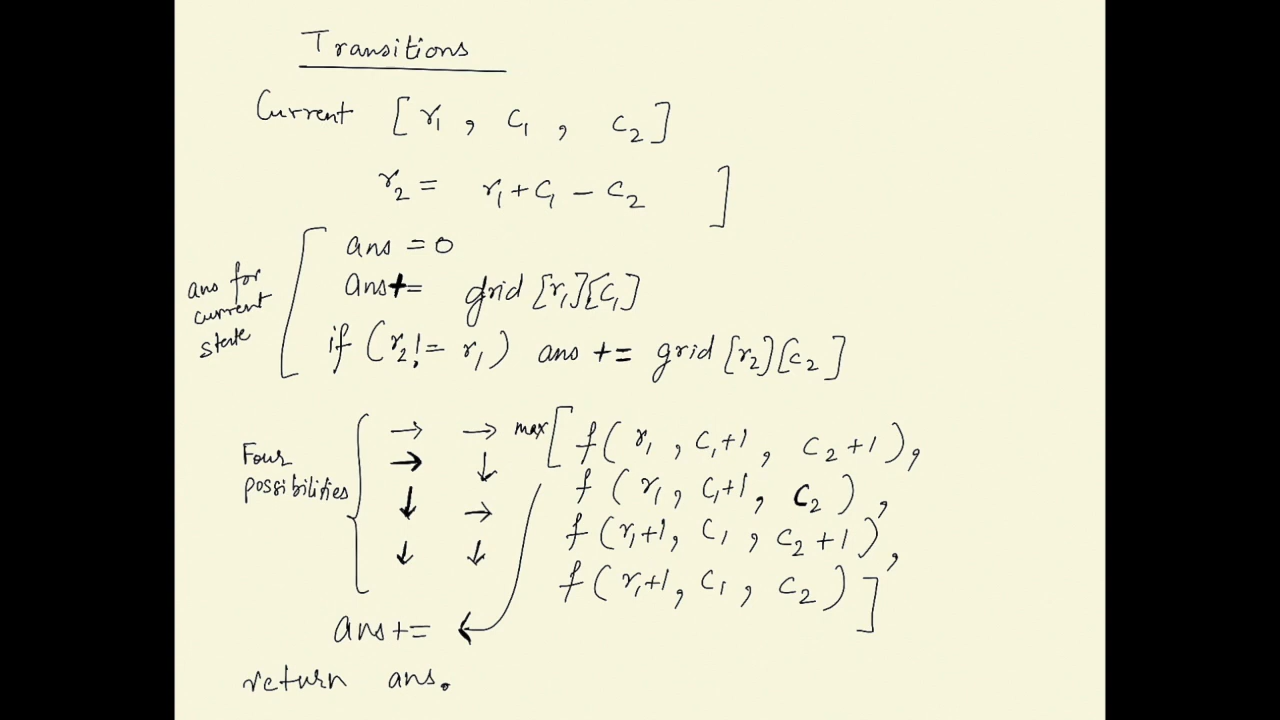 Transitions
Current [r₁, c₁, c₂]
r₂ = r₁+c₁ - c₂ ]
ans = 0
ans += grid [r₁][c₁]
if (r₂ != r₁) ans += grid [r₂][c₂]
ans for
current
state
Four
possibilities
→ → max [ f( r₁, c₁+1, c₂+1),
→ ↓ f ( r₁, c₁+1, c₂ ),
↓ → f ( r₁+1, c₁, c₂+1),
↓ ↓ f ( r₁+1, c₁, c₂ ) ]
ans += ←
return ans.